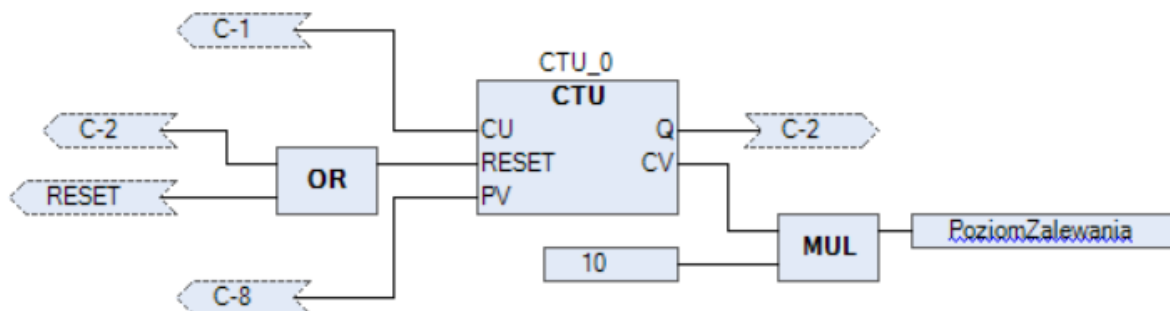 C-1
CTU_0
CTU
C-2
CU
Q
C-2
OR
RESET
CV
RESET
PV
MUL
PoziomZalewania
10
C-8